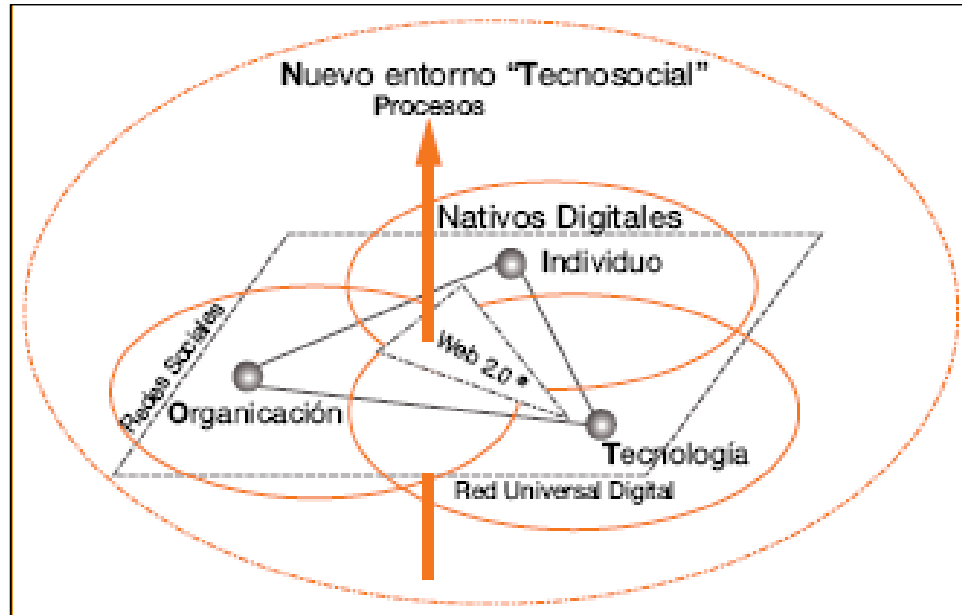 Nuevo entorno “Tecnosocial”
Procesos
Nativos Digitales
Individuo
Redes Sociales
Web 2.0 *
Organicación
Tecnología
Red Universal Digital